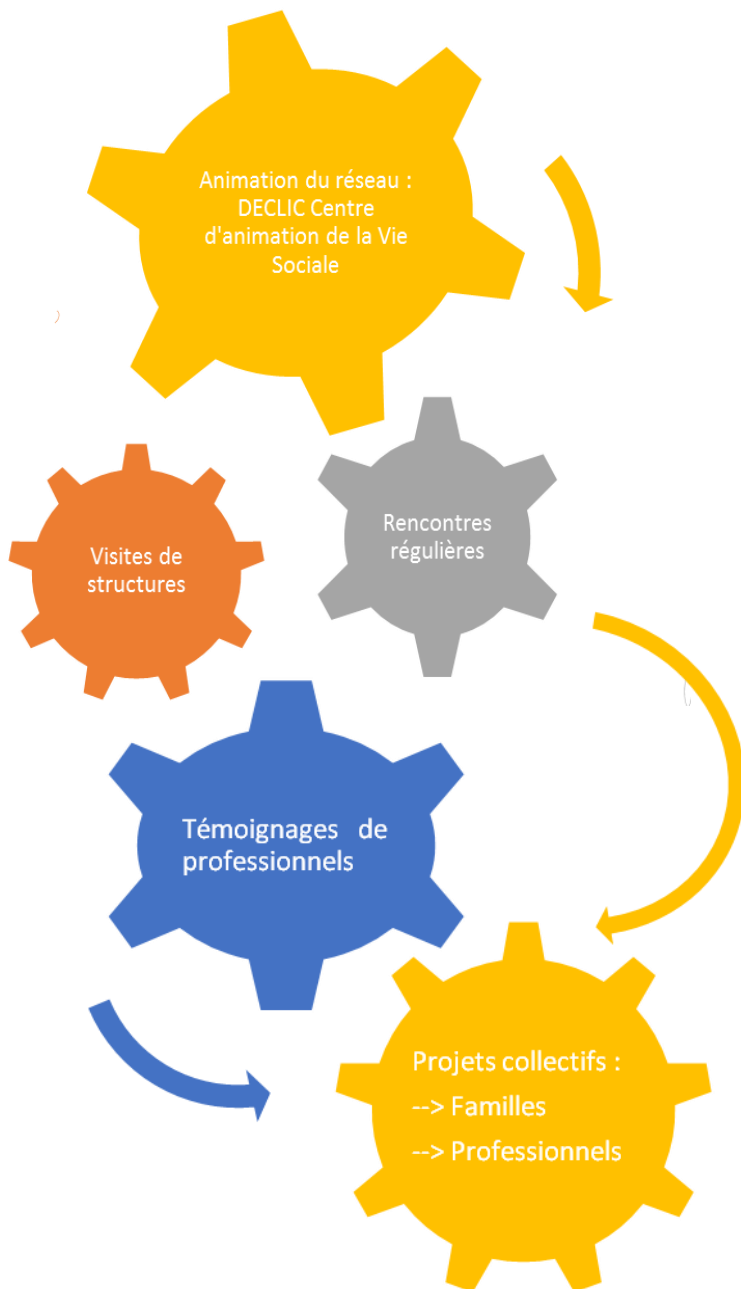 Animation du réseau :
DECLIC Centre
d'animation de la Vie
Sociale
Rencontres
régulières
Visites de
structures
Témoignages de
professionnels
Projets collectifs :
--> Familles
--> Professionnels